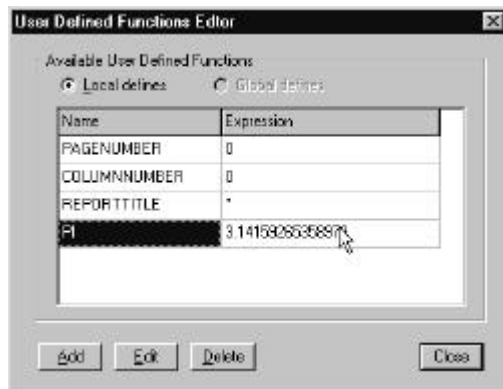 User Defined Functions Editor
Available User Defined Functions
Local defines Global defines
Name Expression
PAGENUMBER 0
COLUMNNUMBER 0
REPORTTITLE "
PI 3.1415926535897
Add Edit Delete Close